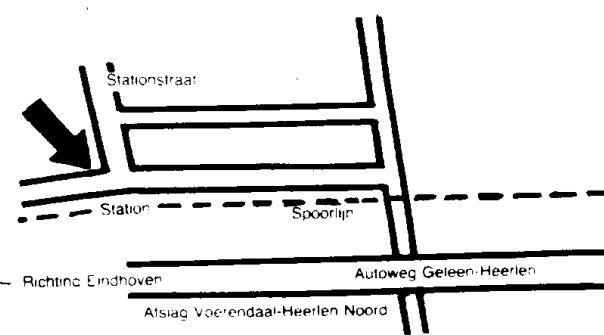 Stationstraat
Station
Spoorlijn
Richting Eindhoven
Autoweg Geleen-Heerlen
Afslag Voerendaal-Heerlen Noord